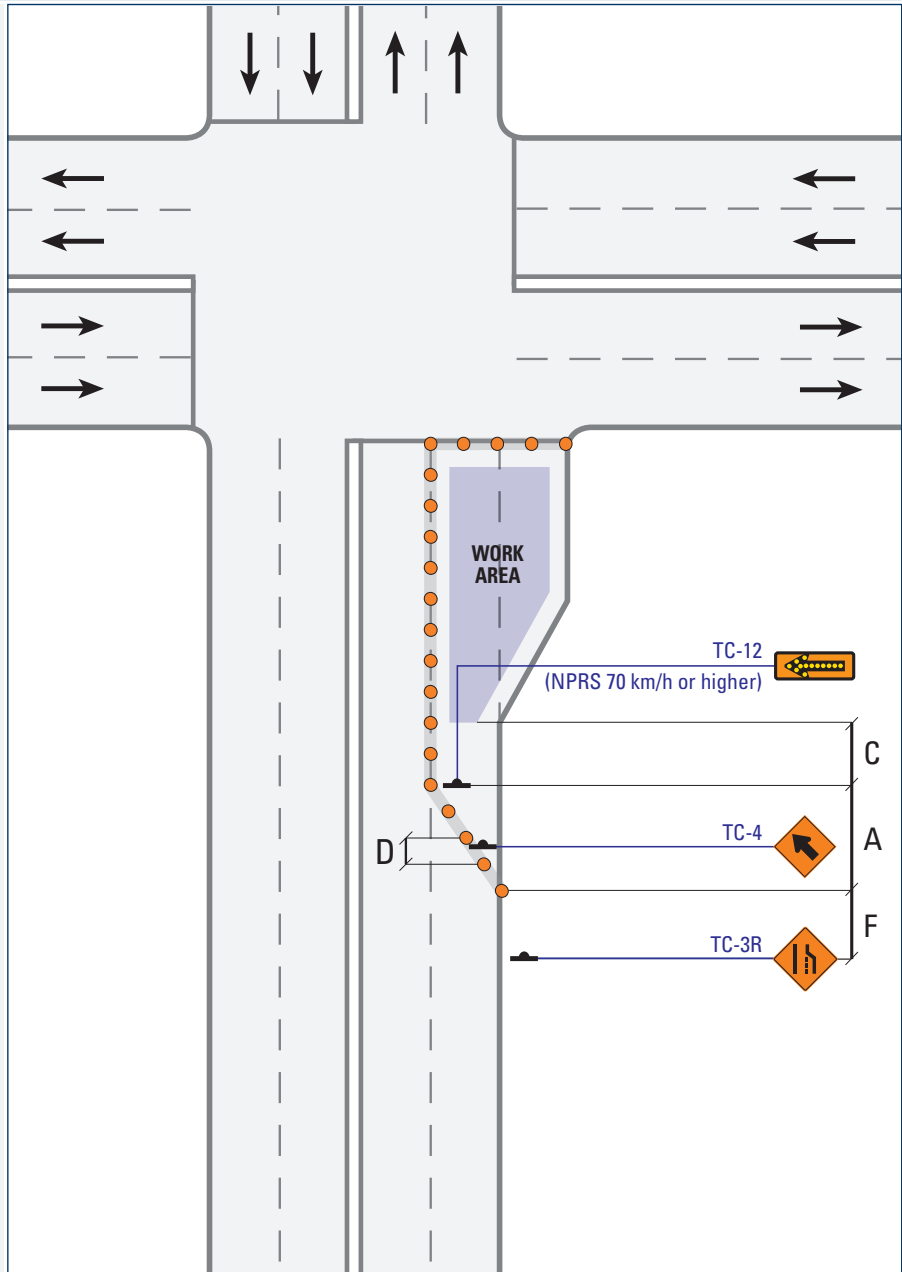 WORK
AREA
TC-12
(NPRS 70 km/h or higher)
C
TC-4
A
D
F
TC-3R